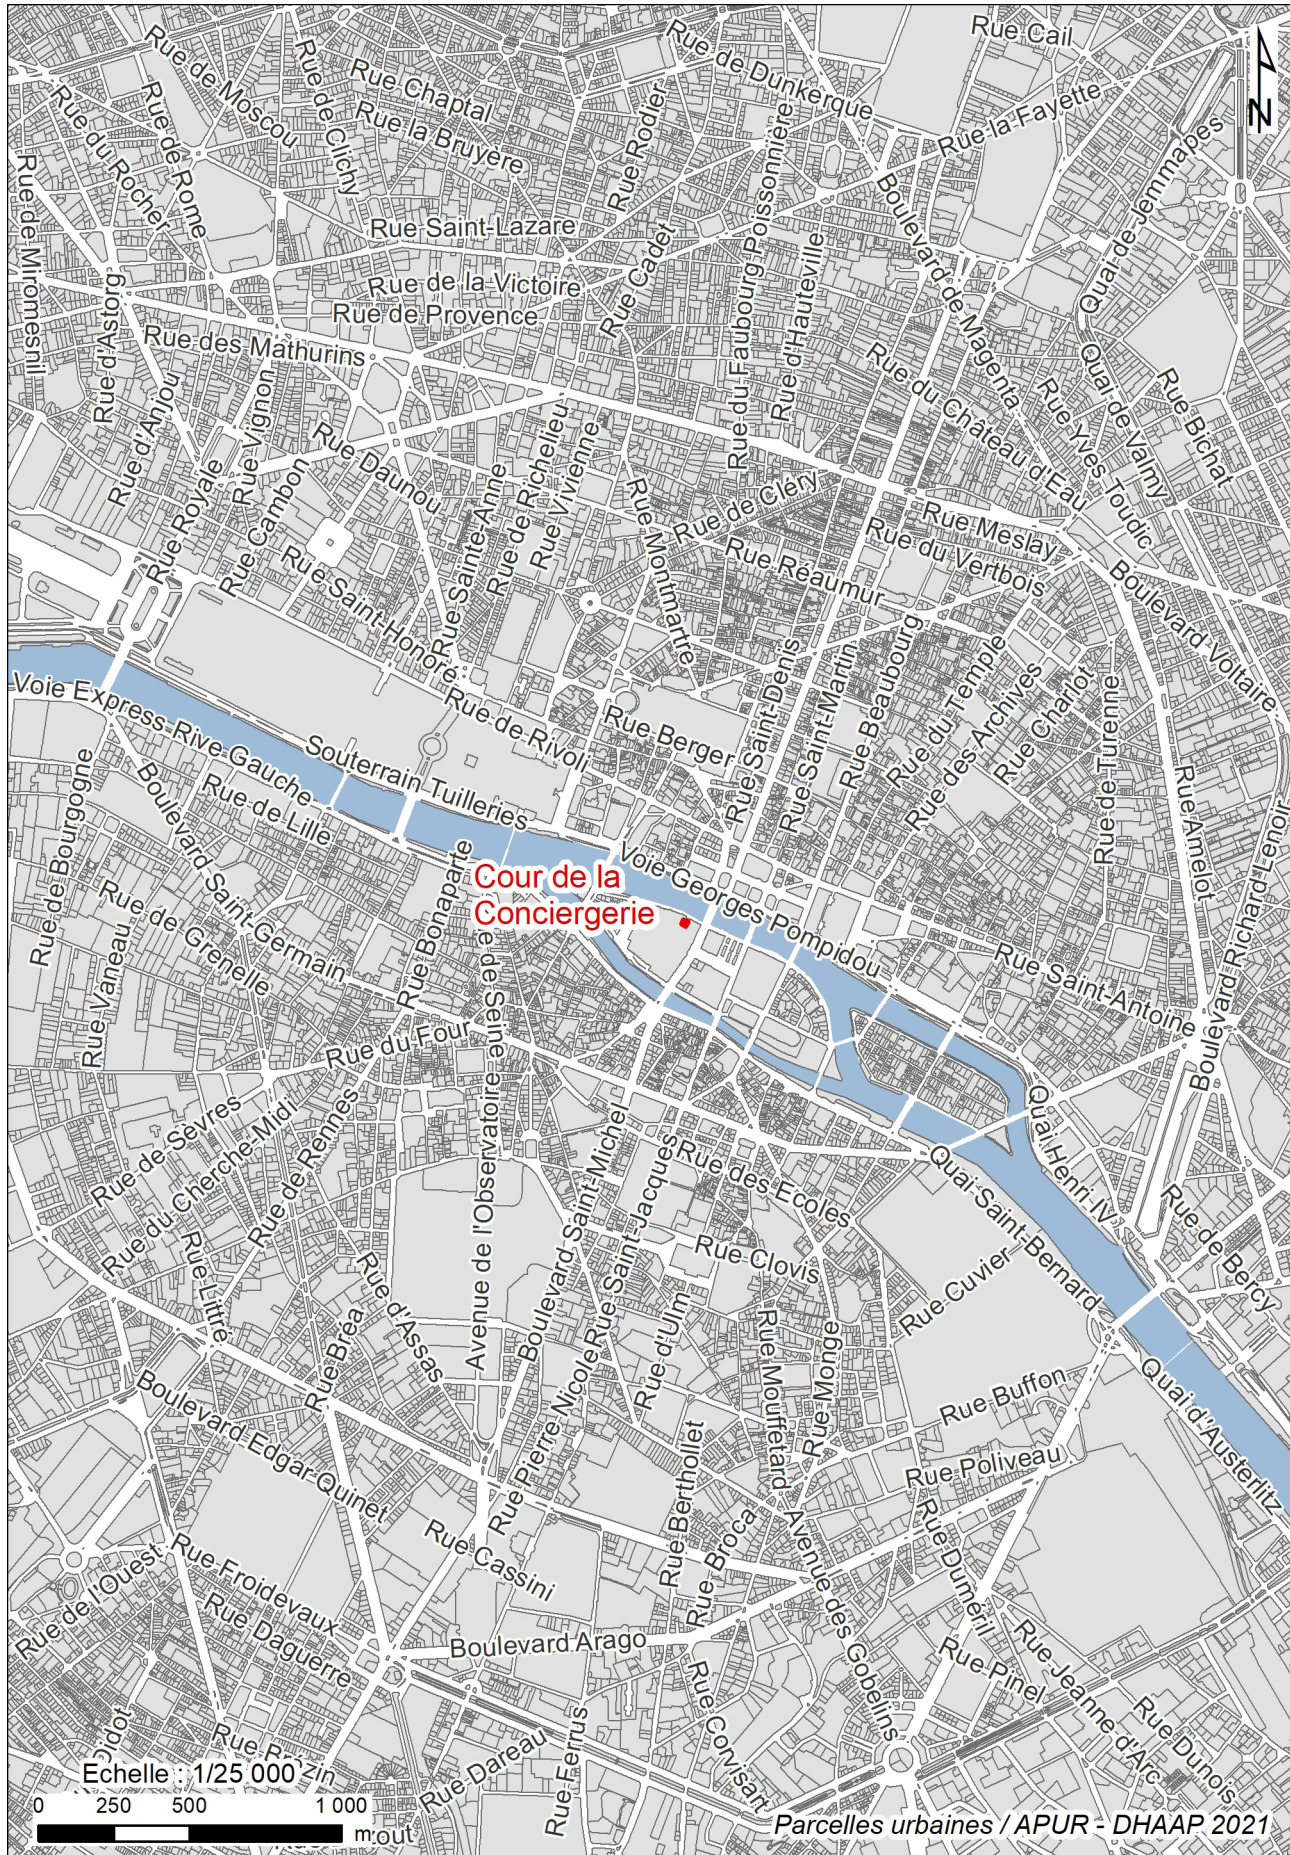 Rue Cail
Rue de Moscou
Rue de Clichy
Rue Chaptal
Rue de Dunkerque
Rue la Fayette
N
Rue du Rocher
Rue de Rome
Rue la Bruyère
Rue Rodier
Rue du Faubourg Poissonnière
Quai de Jemmapes
Rue de Miromesnil
Rue Saint-Lazare
Rue Cadet
Rue d'Hauteville
Boulevard de Magenta
Rue d'Astorg
Rue de la Victoire
Rue de Provence
Rue des Mathurins
Rue du Château d'Eau
Quai de Valmy
Rue Bichat
Rue Yves Toudic
Rue d'Anjou
Rue Vignon
Rue Daunou
Rue de Richelieu
Rue Vivienne
Rue Royale
Rue Cambon
Rue Sainte-Anne
Rue Montmartre
Rue de Cléry
Rue Meslay
Rue du Vertbois
Rue Réaumur
Rue Saint-Honoré
Boulevard Voltaire
Rue Saint-Denis
Rue Saint-Martin
Rue Beaubourg
Rue du Temple
Rue des Archives
Rue Charlot
Rue de Turenne
Voie Express Rive Gauche
Rue de Rivoli
Rue Berger
Souterrain Tuilleries
Rue de Bourgogne
Boulevard Saint-Germain
Rue de Lille
Rue Amelot
Boulevard Richard Lenoir
Cour de la
Conciergerie
Voie Georges Pompidou
Rue de Grenelle
Rue Vaneau
Rue Bonaparte
e de Seine
Rue Saint-Antoine
Rue du Four
Rue de Sèvres
Rue du Cherche-Midi
Rue de Rennes
Avenue de l'Observatoire
Boulevard Saint-Michel
Rue Saint-Jacques
Rue des Ecoles
Quai Saint-Bernard
Quai Henri IV
Rue de Bercy
Rue Clovis
Rue Cuvier
Rue Littré
Rue Bréa
Rue d'Assas
Rue Pierre Nicole
Rue d'Ulm
Rue Mouffetard
Rue Monge
Rue Buffon
Quai d'Austerlitz
Boulevard Edgar Quinet
Rue Berthollet
Rue Broca
Rue Poliveau
Rue Cassini
Avenue des Gobelins
Rue Duméril
Rue de l'Ouest
Rue Froidevaux
Rue Daguerre
Boulevard Arago
Rue Pinel
Rue Jeanne d'Arc
Rue Dunois
Rue Corvisart
Rue Ferrus
Rue Dareau
Didot
Rue Brézin
Echelle : 1/25 000
0 250 500 1 000
m
out
Parcelles urbaines / APUR - DHAAP 2021